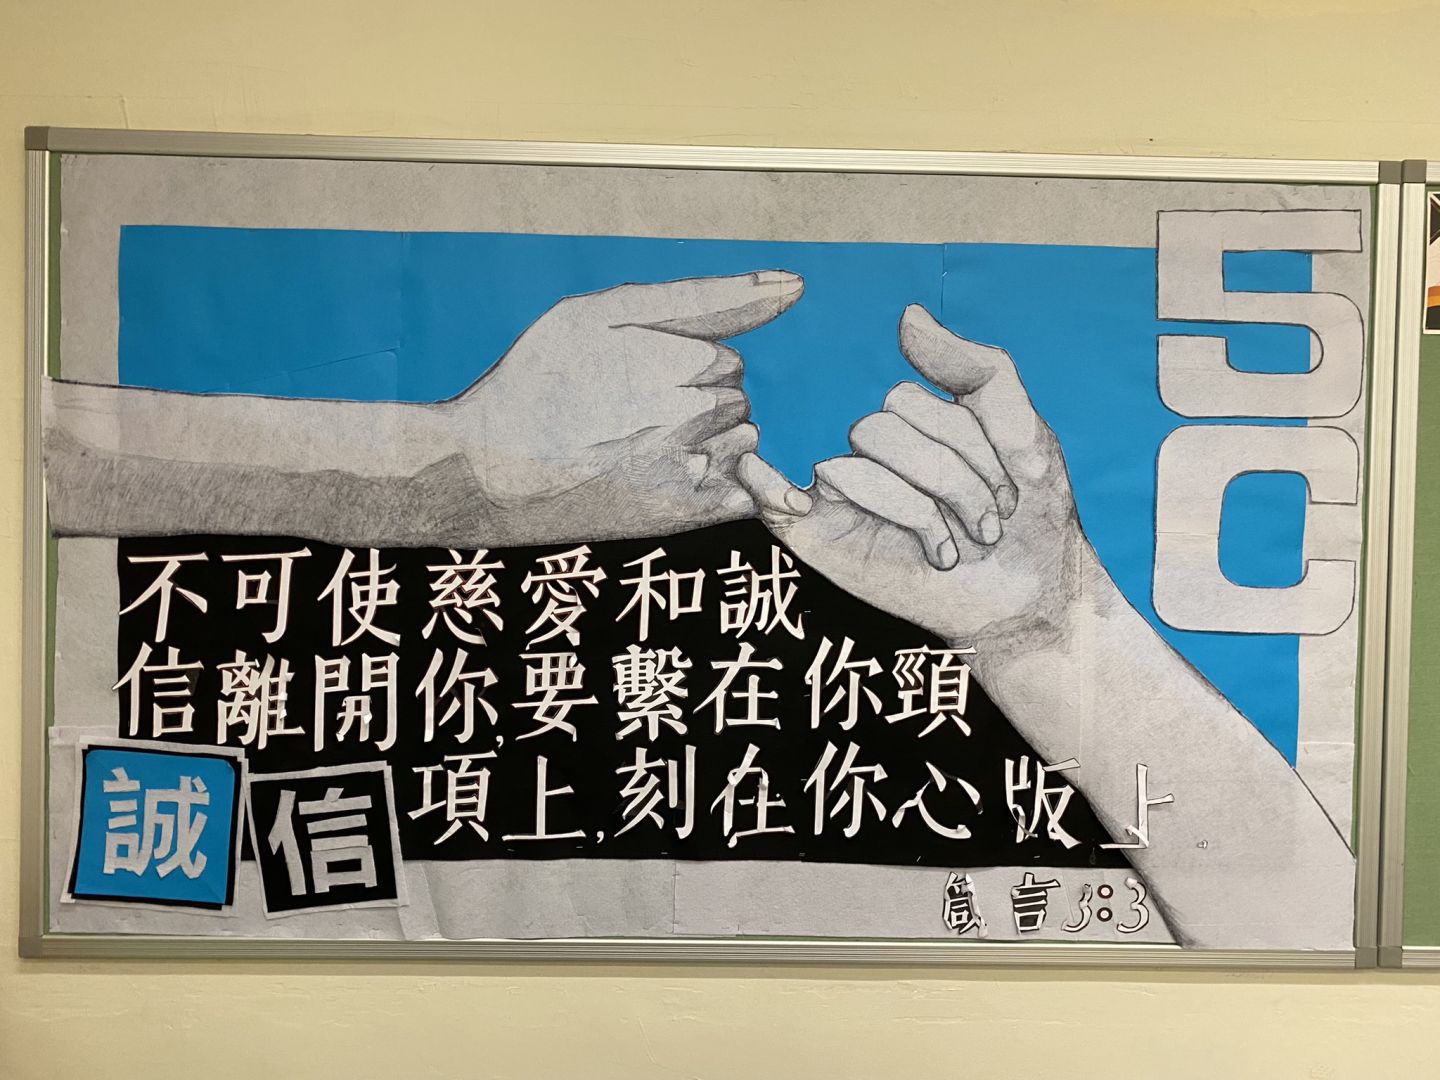 5C
不可使慈愛和誠
信離開你,要繫在你頸
項上,刻在你心版上.
誠信
箴言3:3